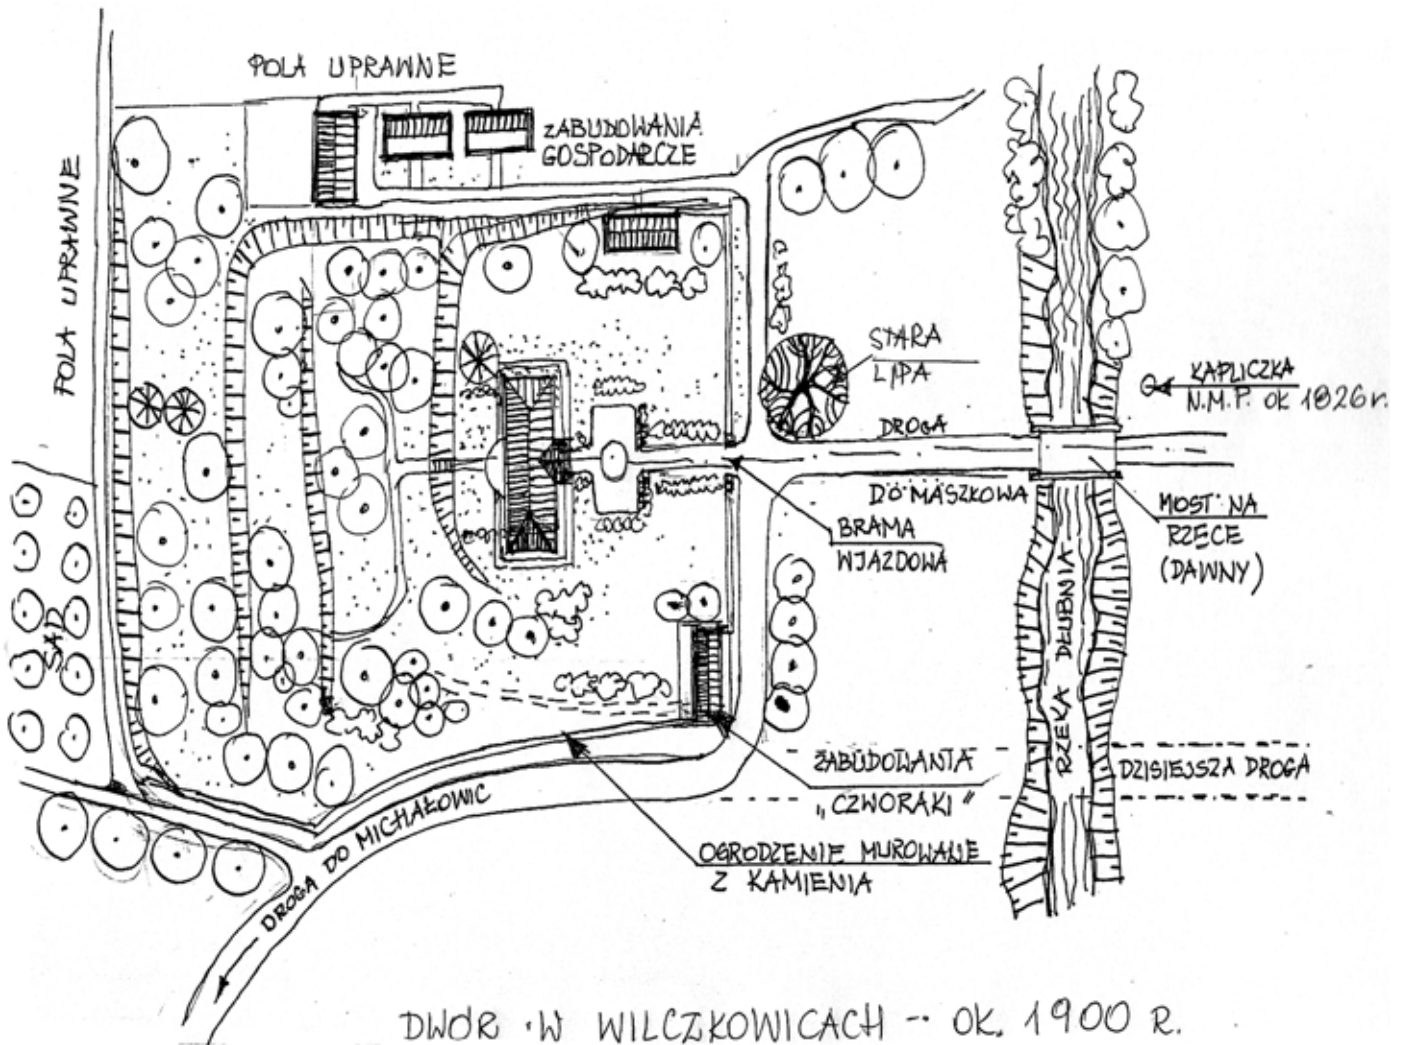 POLA UPRAWNE
ZABUDOWANIA
GOSPODARCZE
POLA UPRAWNE
STARA
LIPA
KAPLICZKA
N.M.P. OK 1826 r.
DROGA
DO MASZKOWA
BRAMA
WJAZDOWA
MOST NA
RZECE
(DAWNY)
SAD
RZEKA DŁUBNIA
ZABUDOWANIA
„CZWORAKI”
DZISIEJSZA DROGA
DROGA DO MICHAŁOWIC
OGRODZENIE MUROWANE
Z KAMIENIA
DWÓR W WILCZKOWICACH - OK. 1900 R.